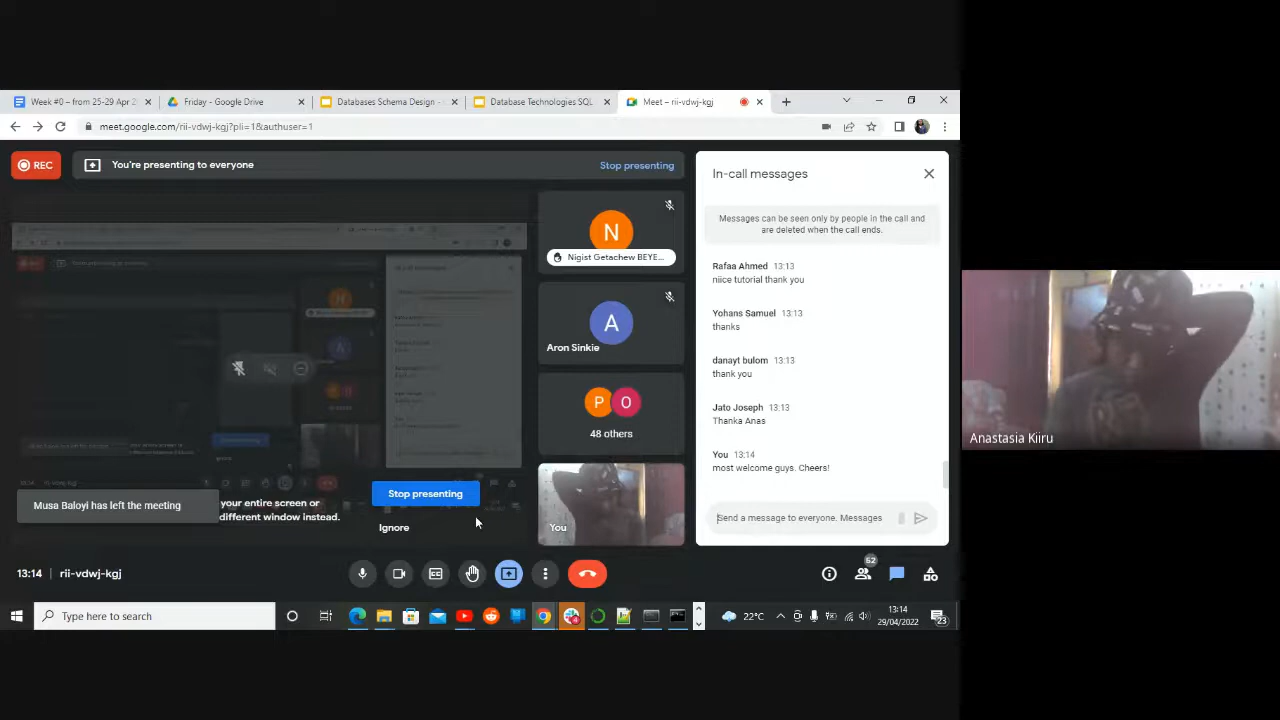 Week #0 – from 25-29 Apr 2
Friday - Google Drive
Databases Schema Design -
Database Technologies SQL
Meet – rii-vdwj-kgj
meet.google.com/rii-vdwj-kgj?pli=1&authuser=1
REC
You're presenting to everyone
Stop presenting
N
Nigist Getachew BEYE...
A
Aron Sinkie
P O
48 others
You
Musa Baloyi has left the meeting
your entire screen or
different window instead.
Stop presenting
Ignore
In-call messages
Messages can be seen only by people in the call and
are deleted when the call ends.
Rafaa Ahmed 13:13
niice tutorial thank you
Yohans Samuel 13:13
thanks
danayt bulom 13:13
thank you
Jato Joseph 13:13
Thanka Anas
You 13:14
most welcome guys. Cheers!
Send a message to everyone. Messages
13:14 | rii-vdwj-kgj
52
Type here to search
22°C
13:14
29/04/2022
23
Anastasia Kiiru